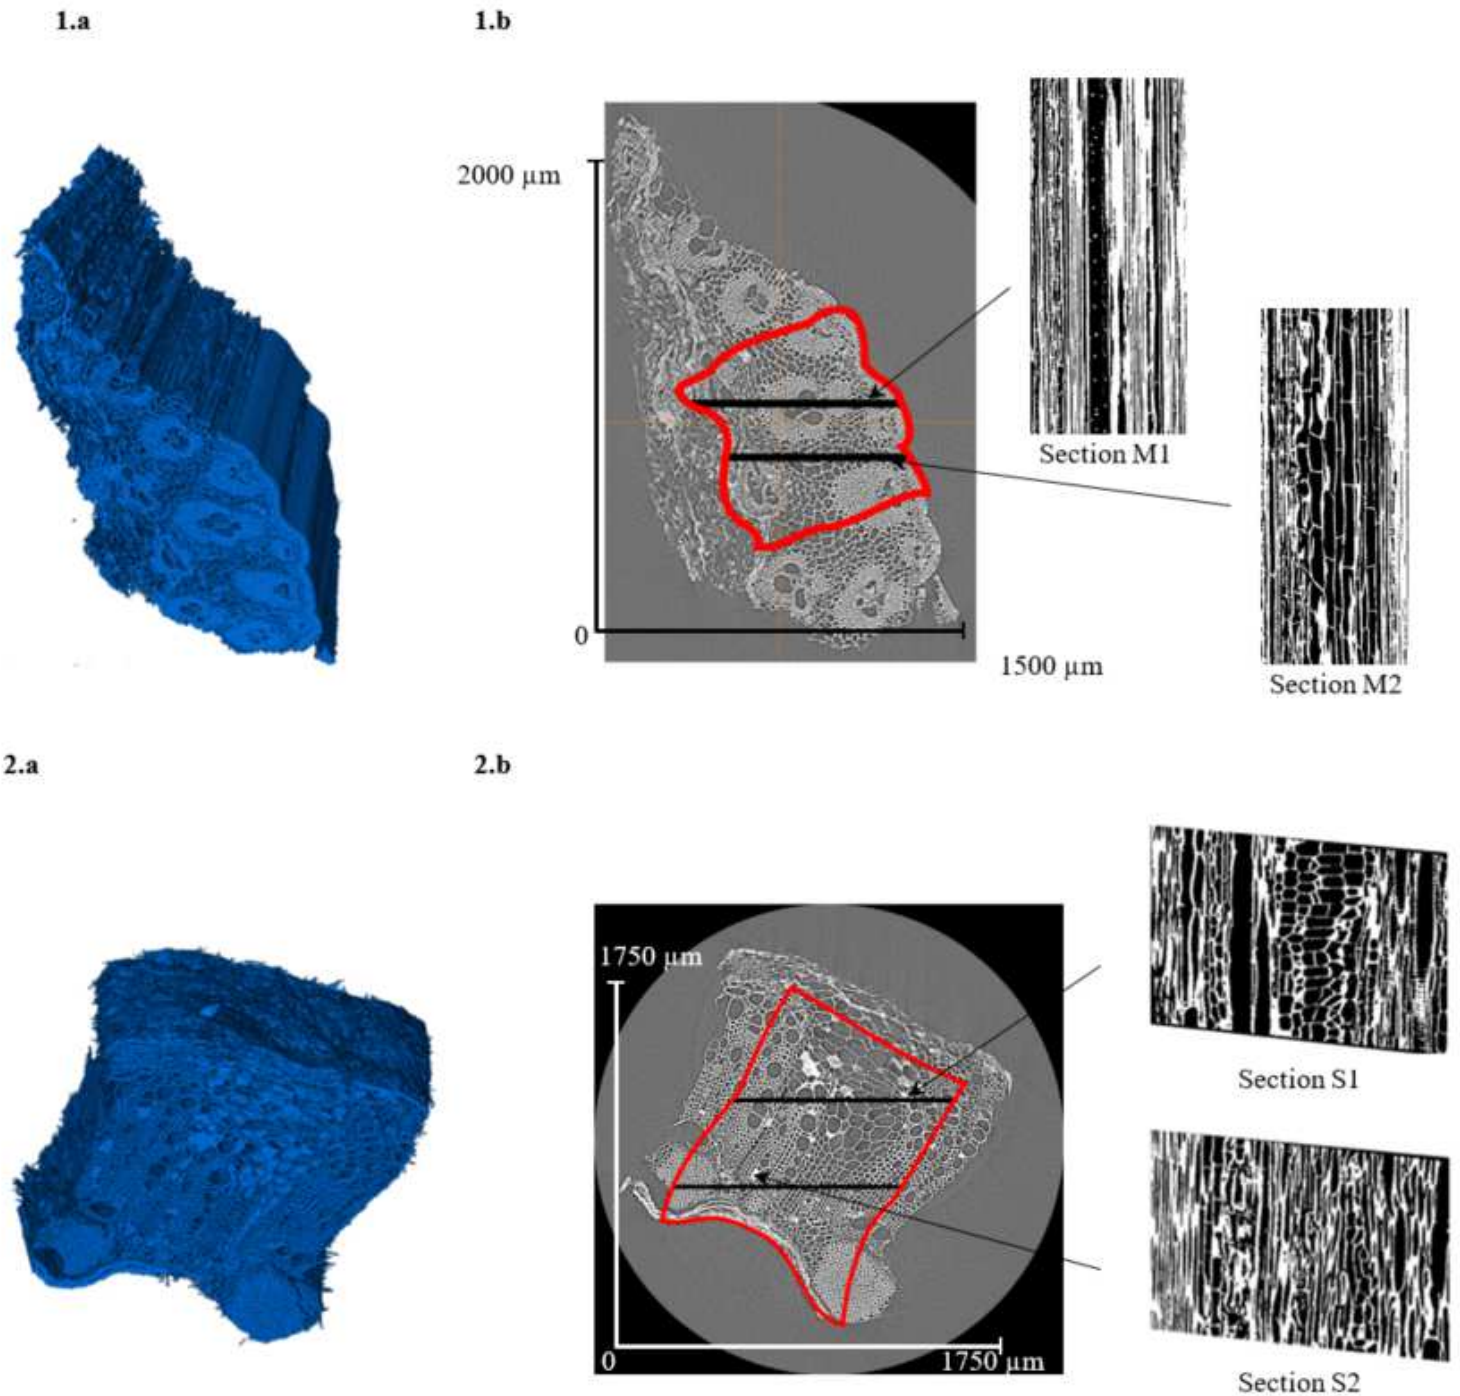 1.a
1.b
2000 µm
0
1500 µm
Section M1
Section M2
2.a
2.b
1750 µm
0
1750 µm
Section S1
Section S2